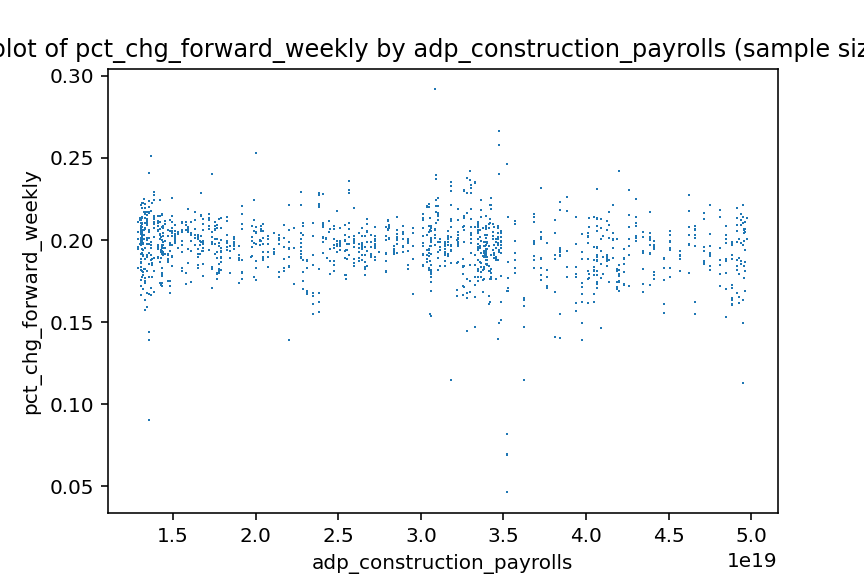 plot of pct_chg_forward_weekly by adp_construction_payrolls (sample siz
0.30
0.25
0.20
0.15
0.10
0.05
pct_chg_forward_weekly
1.5 2.0 2.5 3.0 3.5 4.0 4.5 5.0
adp_construction_payrolls
1e19